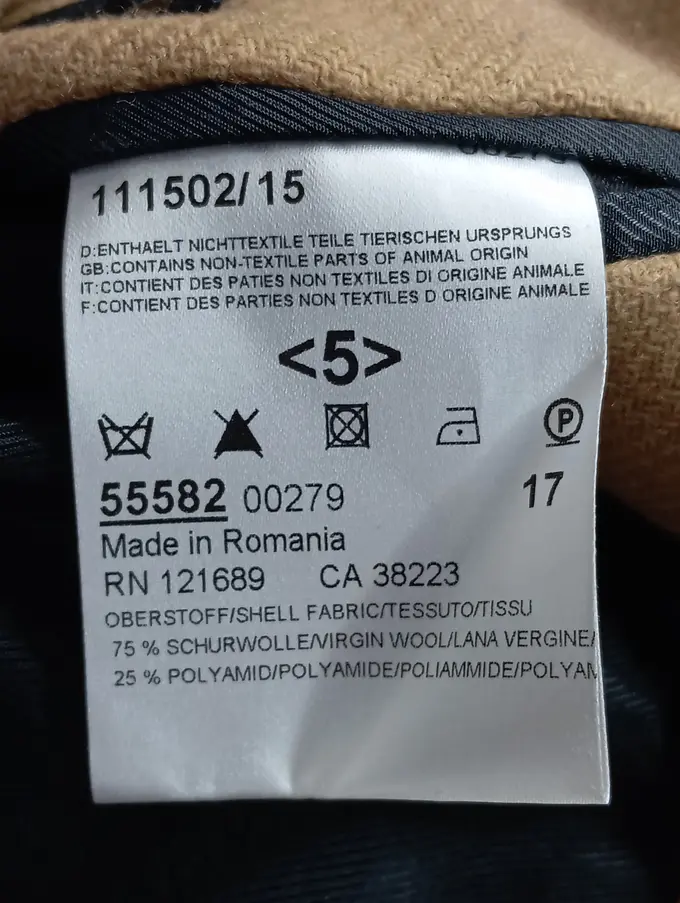 111502/15
D:ENTHAELT NICHTTEXTILE TEILE TIERISCHEN URSPRUNGS
GB:CONTAINS NON-TEXTILE PARTS OF ANIMAL ORIGIN
IT:CONTIENT DES PATIES NON TEXTILES DI ORIGINE ANIMALE
F:CONTIENT DES PARTIES NON TEXTILES D ORIGINE ANIMALE
<5>
P
55582 00279 17
Made in Romania
RN 121689 CA 38223
OBERSTOFF/SHELL FABRIC/TESSUTO/TISSU
75 % SCHURWOLLE/VIRGIN WOOL/LANA VERGINE/
25 % POLYAMID/POLYAMIDE/POLIAMMIDE/POLYAM